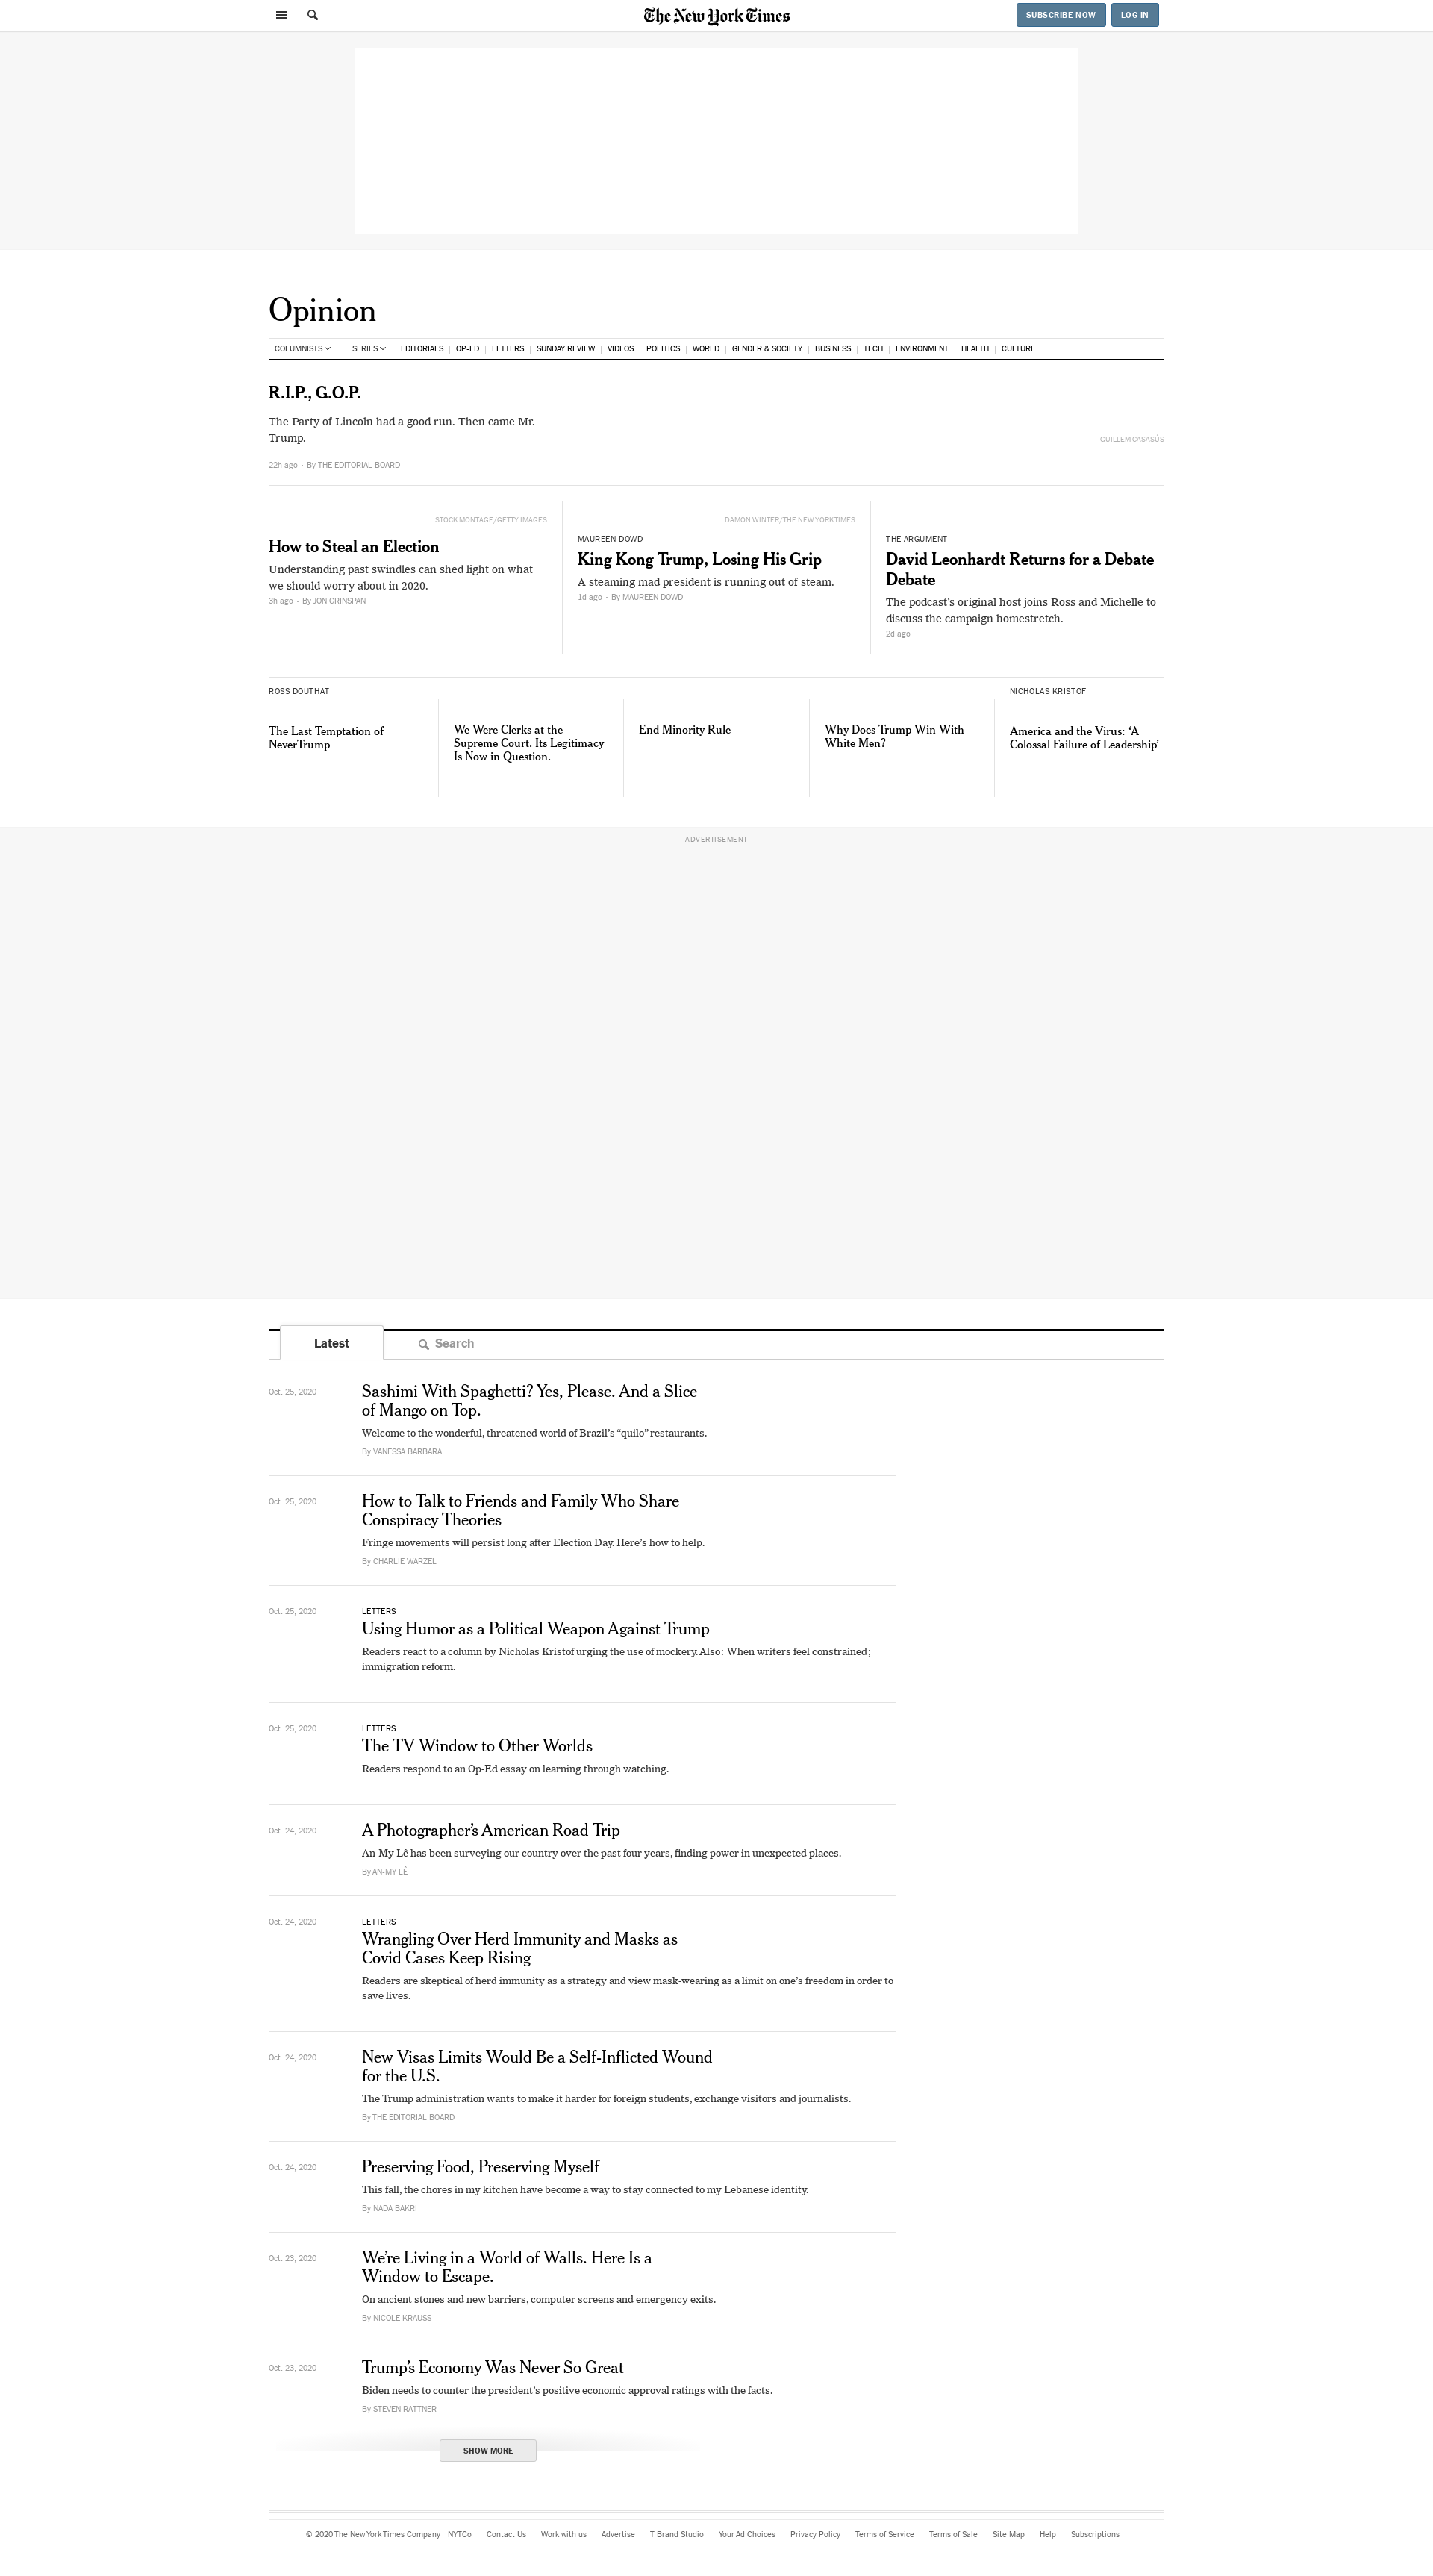 The New York Times
SUBSCRIBE NOW
LOG IN
Opinion
COLUMNISTS
SERIES
EDITORIALS
OP-ED
LETTERS
SUNDAY REVIEW
VIDEOS
POLITICS
WORLD
GENDER & SOCIETY
BUSINESS
TECH
ENVIRONMENT
HEALTH
CULTURE
R.I.P., G.O.P.
The Party of Lincoln had a good run. Then came Mr.
Trump.
GUILLEM CASASÚS
22h ago • By THE EDITORIAL BOARD
STOCK MONTAGE/GETTY IMAGES
How to Steal an Election
Understanding past swindles can shed light on what
we should worry about in 2020.
3h ago • By JON GRINSPAN
DAMON WINTER/THE NEW YORK TIMES
MAUREEN DOWD
King Kong Trump, Losing His Grip
A steaming mad president is running out of steam.
1d ago • By MAUREEN DOWD
THE ARGUMENT
David Leonhardt Returns for a Debate
Debate
The podcast’s original host joins Ross and Michelle to
discuss the campaign homestretch.
2d ago
ROSS DOUTHAT
The Last Temptation of
NeverTrump
We Were Clerks at the
Supreme Court. Its Legitimacy
Is Now in Question.
End Minority Rule
Why Does Trump Win With
White Men?
NICHOLAS KRISTOF
America and the Virus: ‘A
Colossal Failure of Leadership’
ADVERTISEMENT
Latest
Search
Oct. 25, 2020
Sashimi With Spaghetti? Yes, Please. And a Slice
of Mango on Top.
Welcome to the wonderful, threatened world of Brazil’s “quilo” restaurants.
By VANESSA BARBARA
Oct. 25, 2020
How to Talk to Friends and Family Who Share
Conspiracy Theories
Fringe movements will persist long after Election Day. Here’s how to help.
By CHARLIE WARZEL
Oct. 25, 2020
LETTERS
Using Humor as a Political Weapon Against Trump
Readers react to a column by Nicholas Kristof urging the use of mockery. Also: When writers feel constrained;
immigration reform.
Oct. 25, 2020
LETTERS
The TV Window to Other Worlds
Readers respond to an Op-Ed essay on learning through watching.
Oct. 24, 2020
A Photographer’s American Road Trip
An-My Lê has been surveying our country over the past four years, finding power in unexpected places.
By AN-MY LÊ
Oct. 24, 2020
LETTERS
Wrangling Over Herd Immunity and Masks as
Covid Cases Keep Rising
Readers are skeptical of herd immunity as a strategy and view mask-wearing as a limit on one’s freedom in order to
save lives.
Oct. 24, 2020
New Visas Limits Would Be a Self-Inflicted Wound
for the U.S.
The Trump administration wants to make it harder for foreign students, exchange visitors and journalists.
By THE EDITORIAL BOARD
Oct. 24, 2020
Preserving Food, Preserving Myself
This fall, the chores in my kitchen have become a way to stay connected to my Lebanese identity.
By NADA BAKRI
Oct. 23, 2020
We’re Living in a World of Walls. Here Is a
Window to Escape.
On ancient stones and new barriers, computer screens and emergency exits.
By NICOLE KRAUSS
Oct. 23, 2020
Trump’s Economy Was Never So Great
Biden needs to counter the president’s positive economic approval ratings with the facts.
By STEVEN RATTNER
SHOW MORE
© 2020 The New York Times Company
NYTCo
Contact Us
Work with us
Advertise
T Brand Studio
Your Ad Choices
Privacy Policy
Terms of Service
Terms of Sale
Site Map
Help
Subscriptions